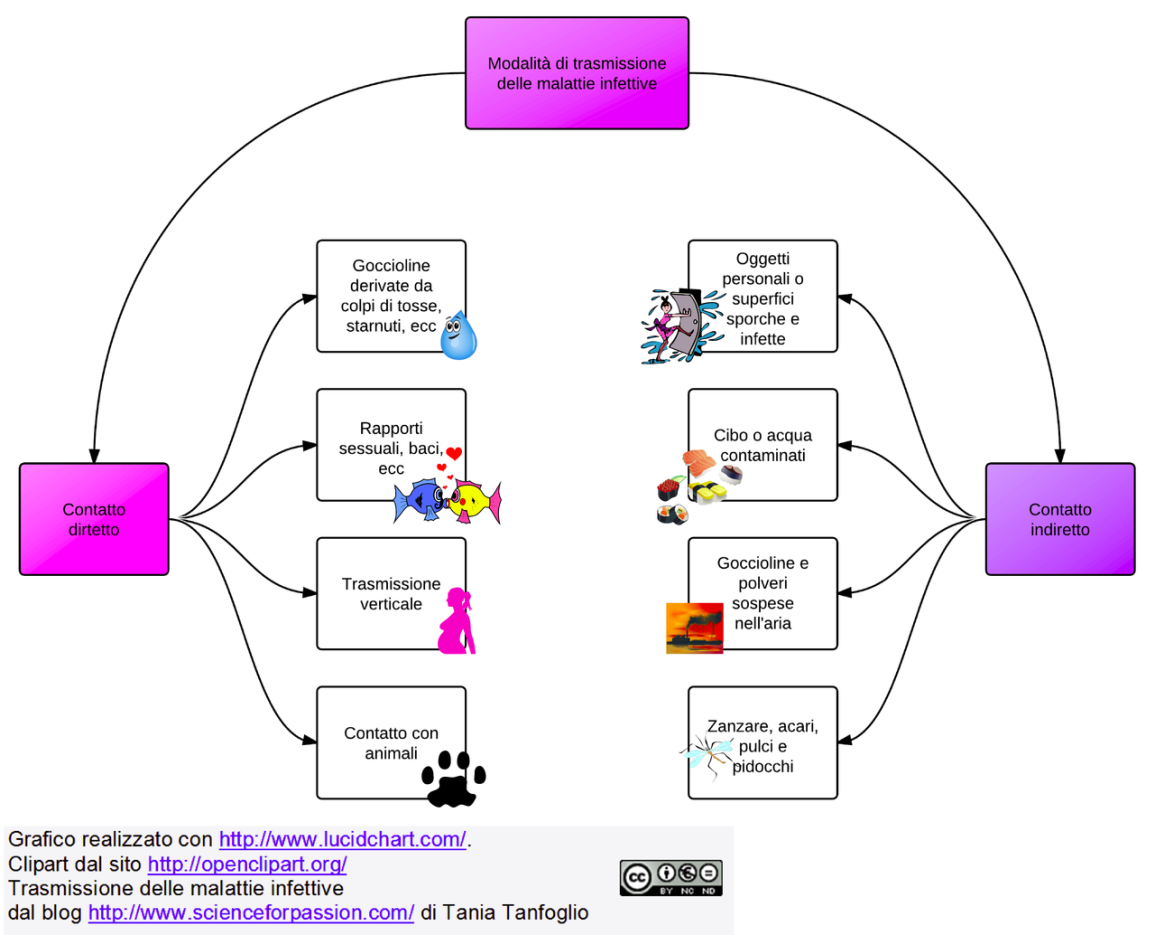 Modalità di trasmissione
delle malattie infettive
Goccioline
derivate da
colpi di tosse,
starnuti, ecc
Rapporti
sessuali, baci,
ecc
Contatto
dirtetto
Trasmissione
verticale
Contatto con
animali
Oggetti
personali o
superfici
sporche e
infette
Cibo o acqua
contaminati
Contatto
indiretto
Goccioline e
polveri
sospese
nell'aria
Zanzare, acari,
pulci e
pidocchi
Grafico realizzato con http://www.lucidchart.com/.
Clipart dal sito http://openclipart.org/
Trasmissione delle malattie infettive
dal blog http://www.scienceforpassion.com/ di Tania Tanfoglio
cc
BY NC ND